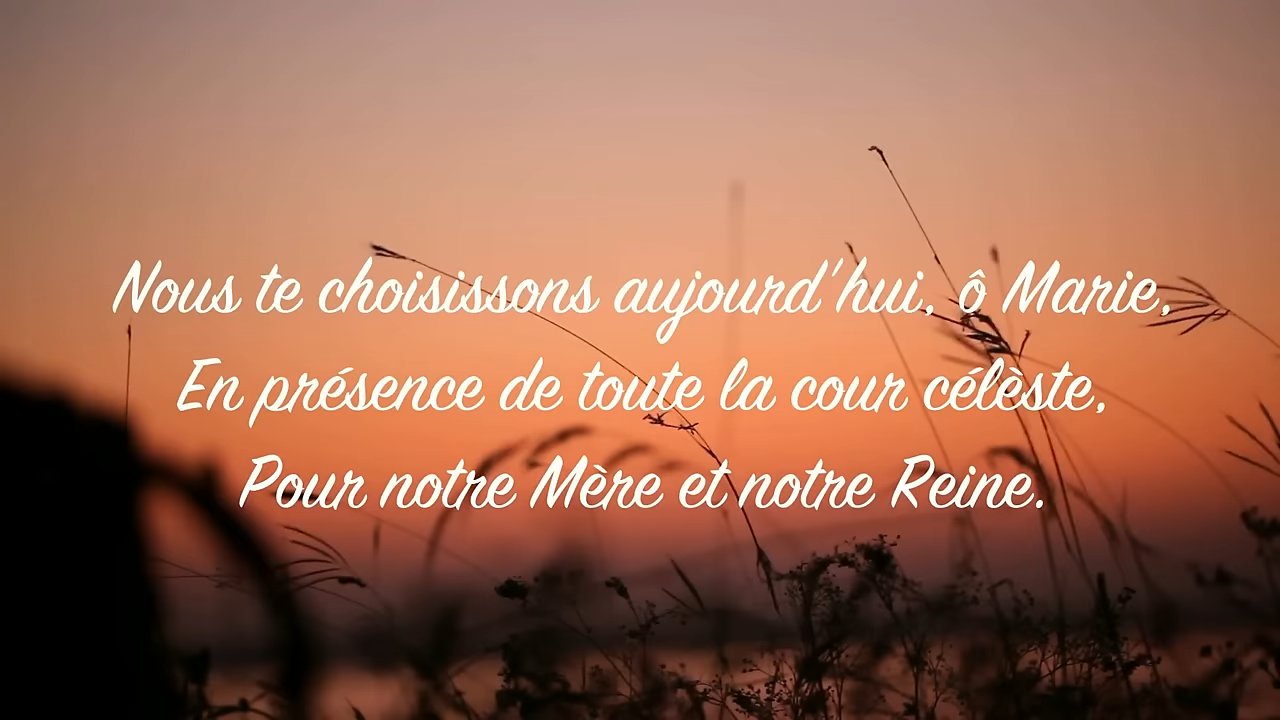 Nous te choisissons aujourd'hui, ô Marie,
En présence de toute la cour célèste,
Pour notre Mère et notre Reine.